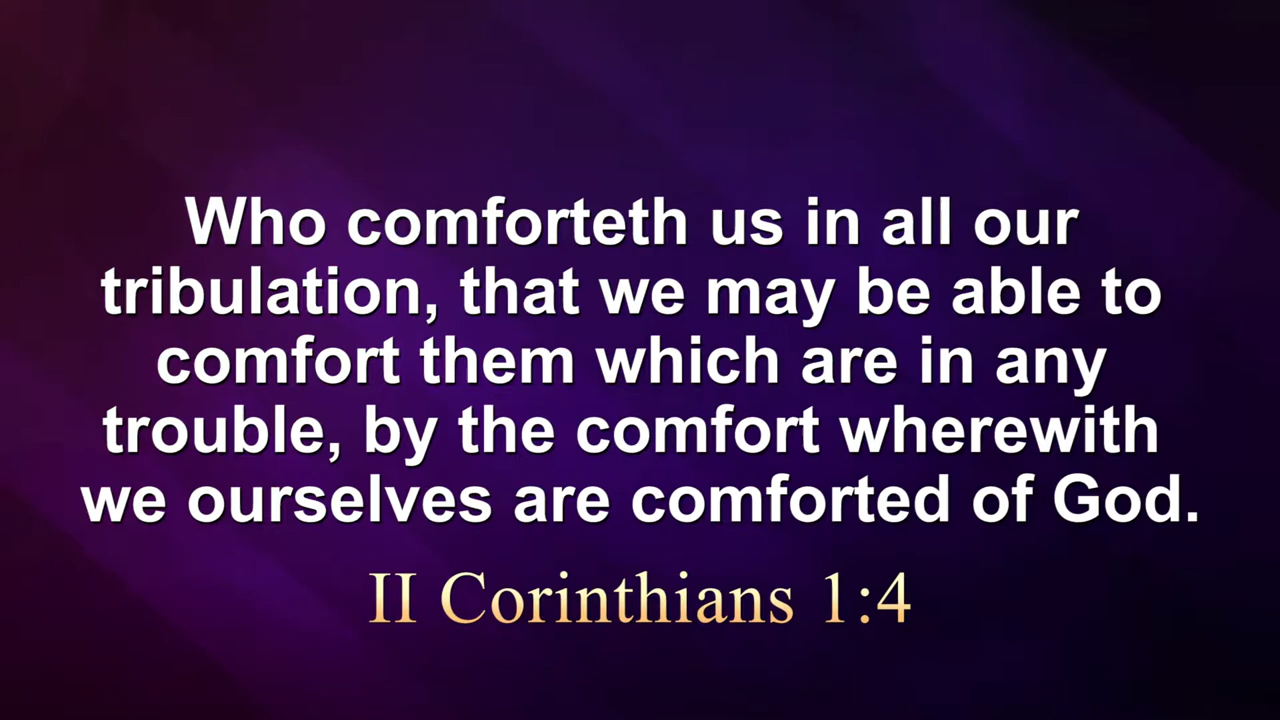 Who comforteth us in all our
tribulation, that we may be able to
comfort them which are in any
trouble, by the comfort wherewith
we ourselves are comforted of God.
II Corinthians 1:4